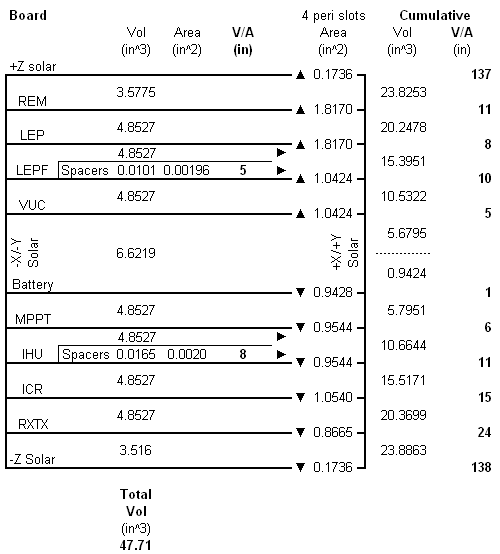 Board 4 peri slots Cumulative
Vol Area V/A Area Vol V/A
(in^3) (in^2) (in) (in^2) (in^3) (in)
+Z solar ▲ 0.1736 137
3.5775 23.8253
REM ▲ 1.8170 11
4.8527 20.2478
LEP ▲ 1.8170 8
4.8527 ► 15.3951
LEPF Spacers 0.0101 0.00196 5 ► ▲ 1.0424 10
4.8527 10.5322
VUC ▲ 1.0424 5
5.6795
-X/-Y Solar 6.6219 +X/+Y Solar
0.9424
Battery ▼ 0.9428 1
4.8527 5.7951
MPPT ▼ 0.9544 6
4.8527 ► 10.6644
IHU Spacers 0.0165 0.0020 8 ► ▼ 0.9544 11
4.8527 15.5171
ICR ▼ 1.0540 15
4.8527 20.3699
RXTX ▼ 0.8665 24
3.516 23.8863
-Z Solar ▼ 0.1736 138
Total
Vol
(in^3)
47.71